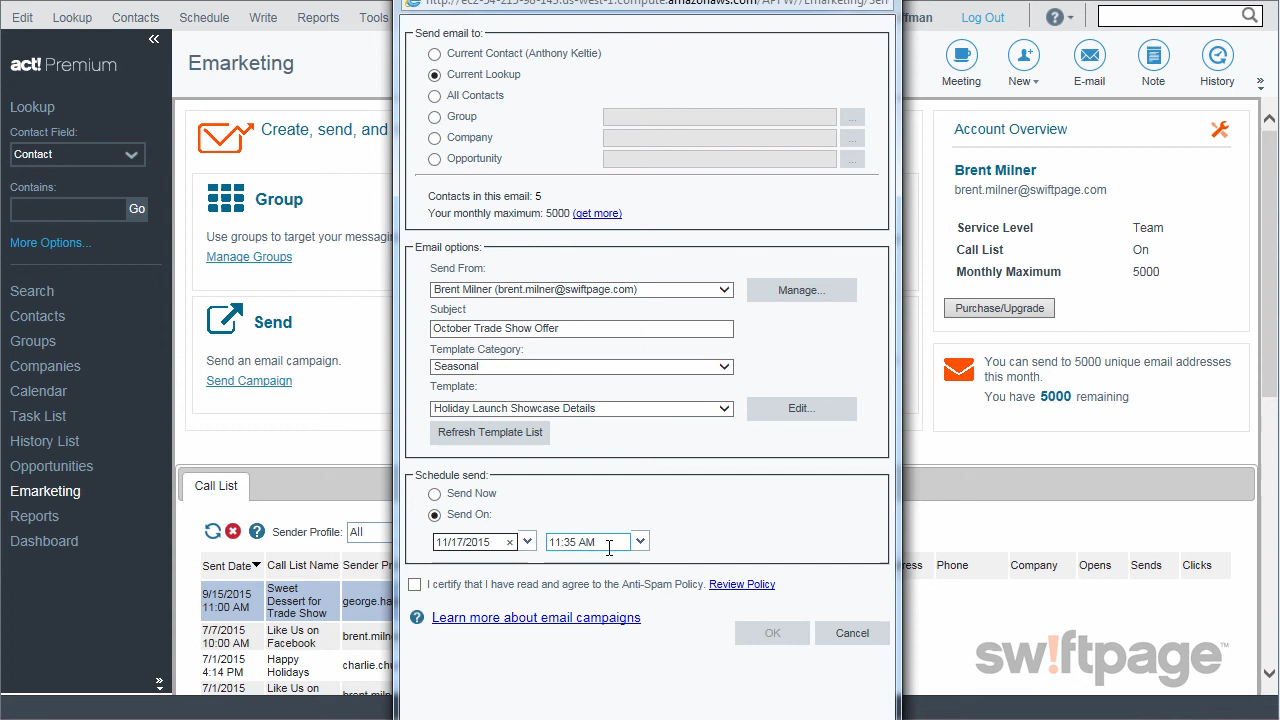 Edit Lookup Contacts Schedule Write Reports Tools
Log Out
act! Premium
Emarketing
Meeting New E-mail Note History
Lookup
Contact Field:
Contact
Contains:
Go
More Options...
Search
Contacts
Groups
Companies
Calendar
Task List
History List
Opportunities
Emarketing
Reports
Dashboard
Create, send, and
Group
Use groups to target your messaging
Manage Groups
Send
Send an email campaign.
Send Campaign
Call List
Sender Profile: All
Sent Date Call List Name Sender Pro
Phone Company Opens Sends Clicks
9/15/2015
11:00 AM
Sweet
Dessert for
Trade Show
george.ha
7/7/2015
10:00 AM
Like Us on
Facebook
brent.miln
7/1/2015
4:14 PM
Happy
Holidays
charlie.chu
7/1/2015
Like Us on
brent.miln
Send email to:
Current Contact (Anthony Keltie)
Current Lookup
All Contacts
Group ...
Company ...
Opportunity ...
Contacts in this email: 5
Your monthly maximum: 5000 (get more)
Email options:
Send From:
Brent Milner (brent.milner@swiftpage.com) Manage...
Subject
October Trade Show Offer
Template Category:
Seasonal
Template:
Holiday Launch Showcase Details Edit...
Refresh Template List
Schedule send:
Send Now
Send On:
11/17/2015 × 11:35 AM
I certify that I have read and agree to the Anti-Spam Policy. Review Policy
Learn more about email campaigns
OK Cancel
Account Overview
Brent Milner
brent.milner@swiftpage.com
Service Level Team
Call List On
Monthly Maximum 5000
Purchase/Upgrade
You can send to 5000 unique email addresses
this month.
You have 5000 remaining
sw!ftpage™